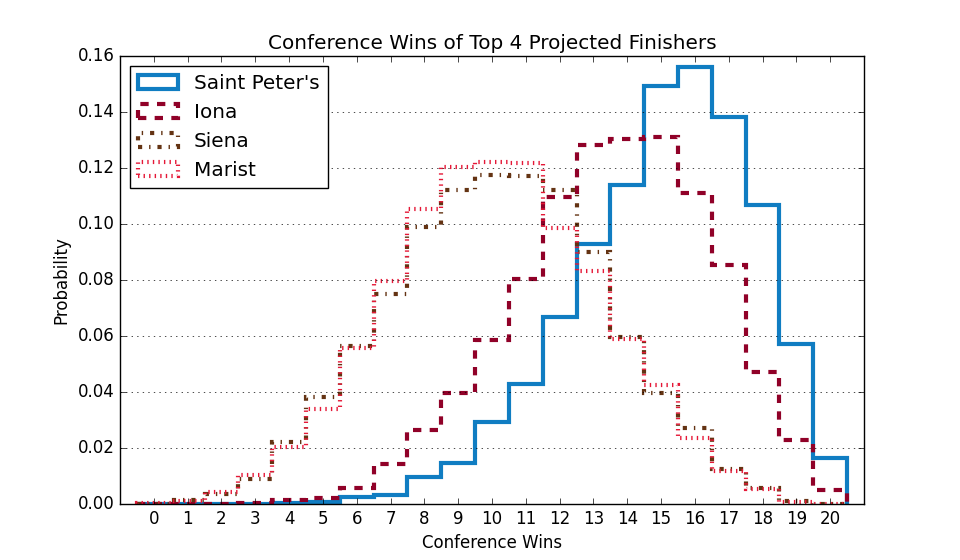 Conference Wins of Top 4 Projected Finishers
Saint Peter's
Iona
Siena
Marist
Probability
0.16
0.14
0.12
0.10
0.08
0.06
0.04
0.02
0.00
0 1 2 3 4 5 6 7 8 9 10 11 12 13 14 15 16 17 18 19 20
Conference Wins